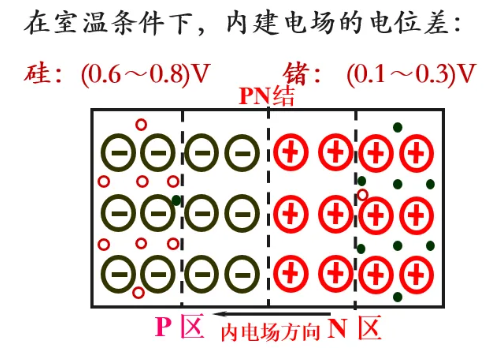 在室温条件下，内建电场的电位差：
硅：(0.6～0.8)V 锗：(0.1～0.3)V
PN结
P 区 内电场方向 N 区